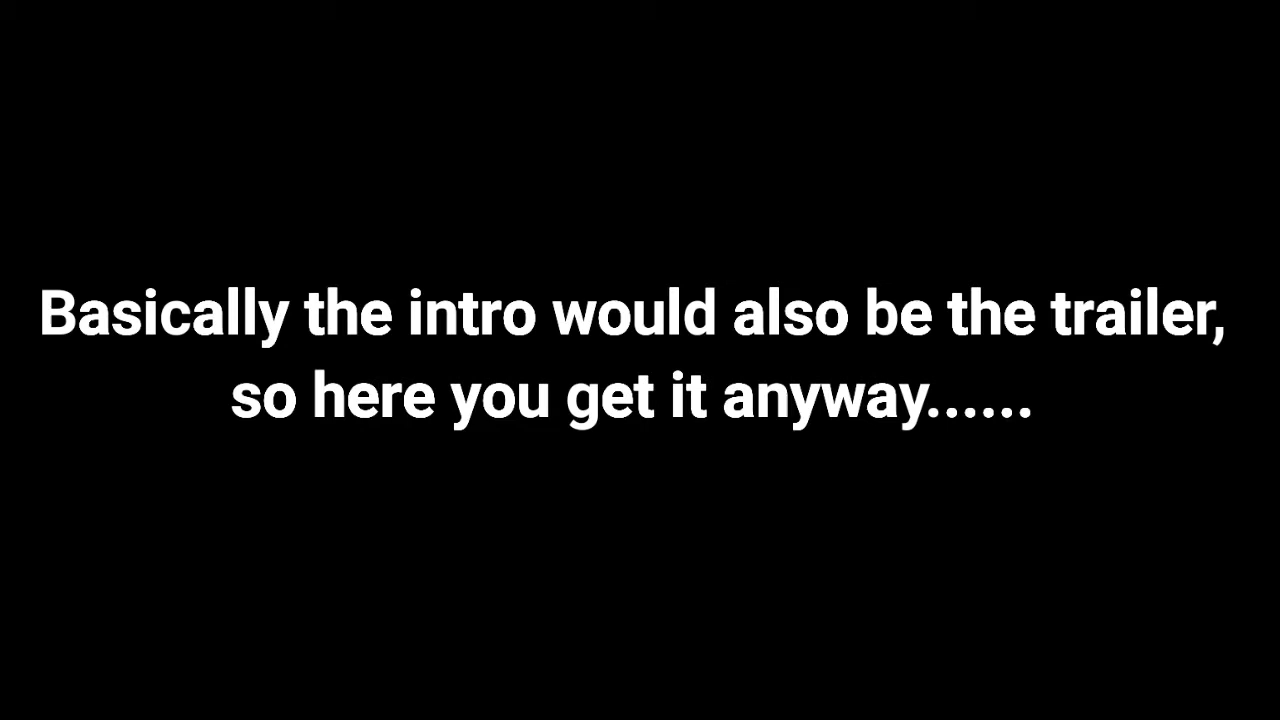 Basically the intro would also be the trailer,
so here you get it anyway......